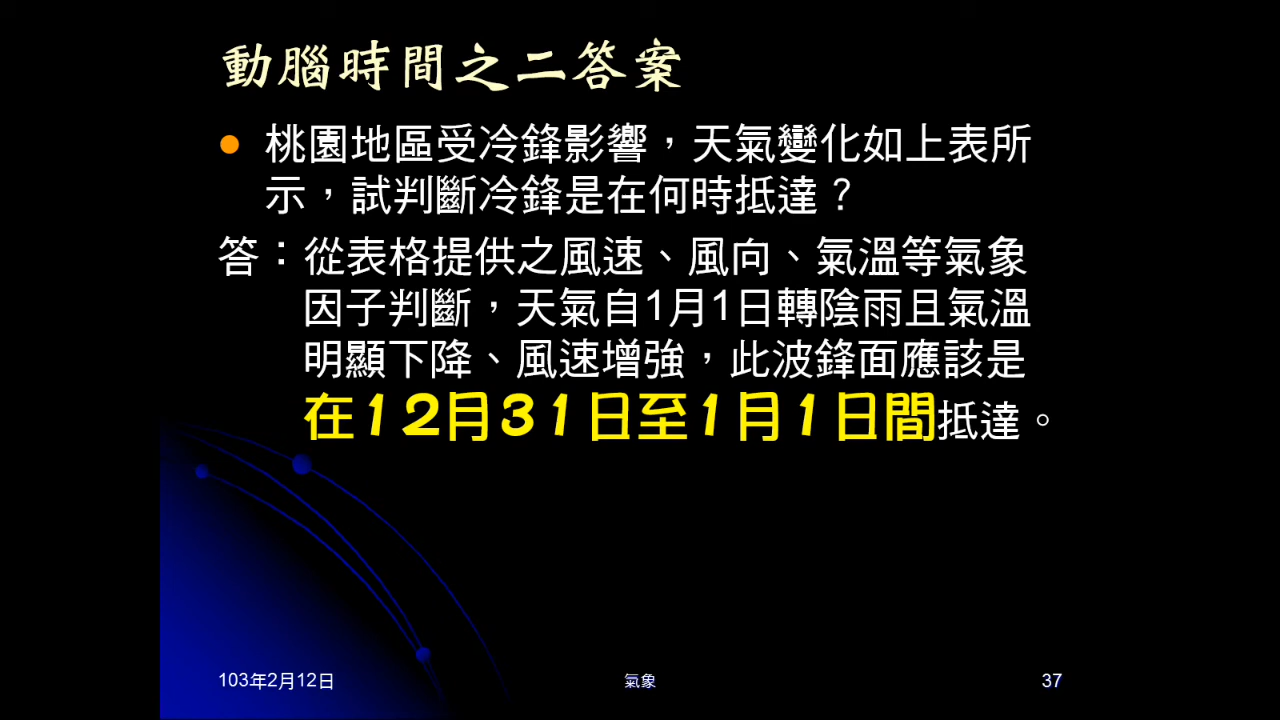 動腦時間之二答案
桃園地區受冷鋒影響，天氣變化如上表所
示，試判斷冷鋒是在何時抵達？
答：從表格提供之風速、風向、氣溫等氣象
因子判斷，天氣自1月1日轉陰雨且氣溫
明顯下降、風速增強，此波鋒面應該是
在12月31日至1月1日間抵達。
103年2月12日
氣象
37